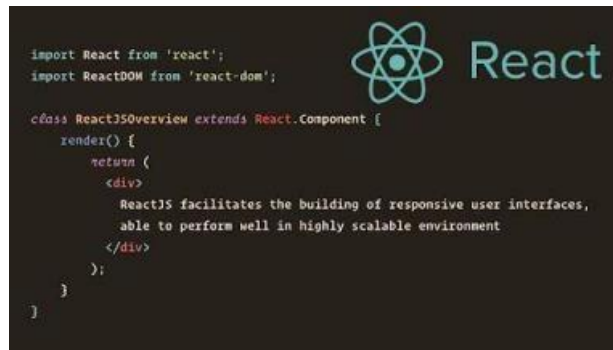 React
import React from 'react';
import ReactDOM from 'react-dom';
class ReactJSOverview extends React.Component {
render() {
return (
<div>
ReactJS facilitates the building of responsive user interfaces,
able to perform well in highly scalable environment
</div>
);
}
}